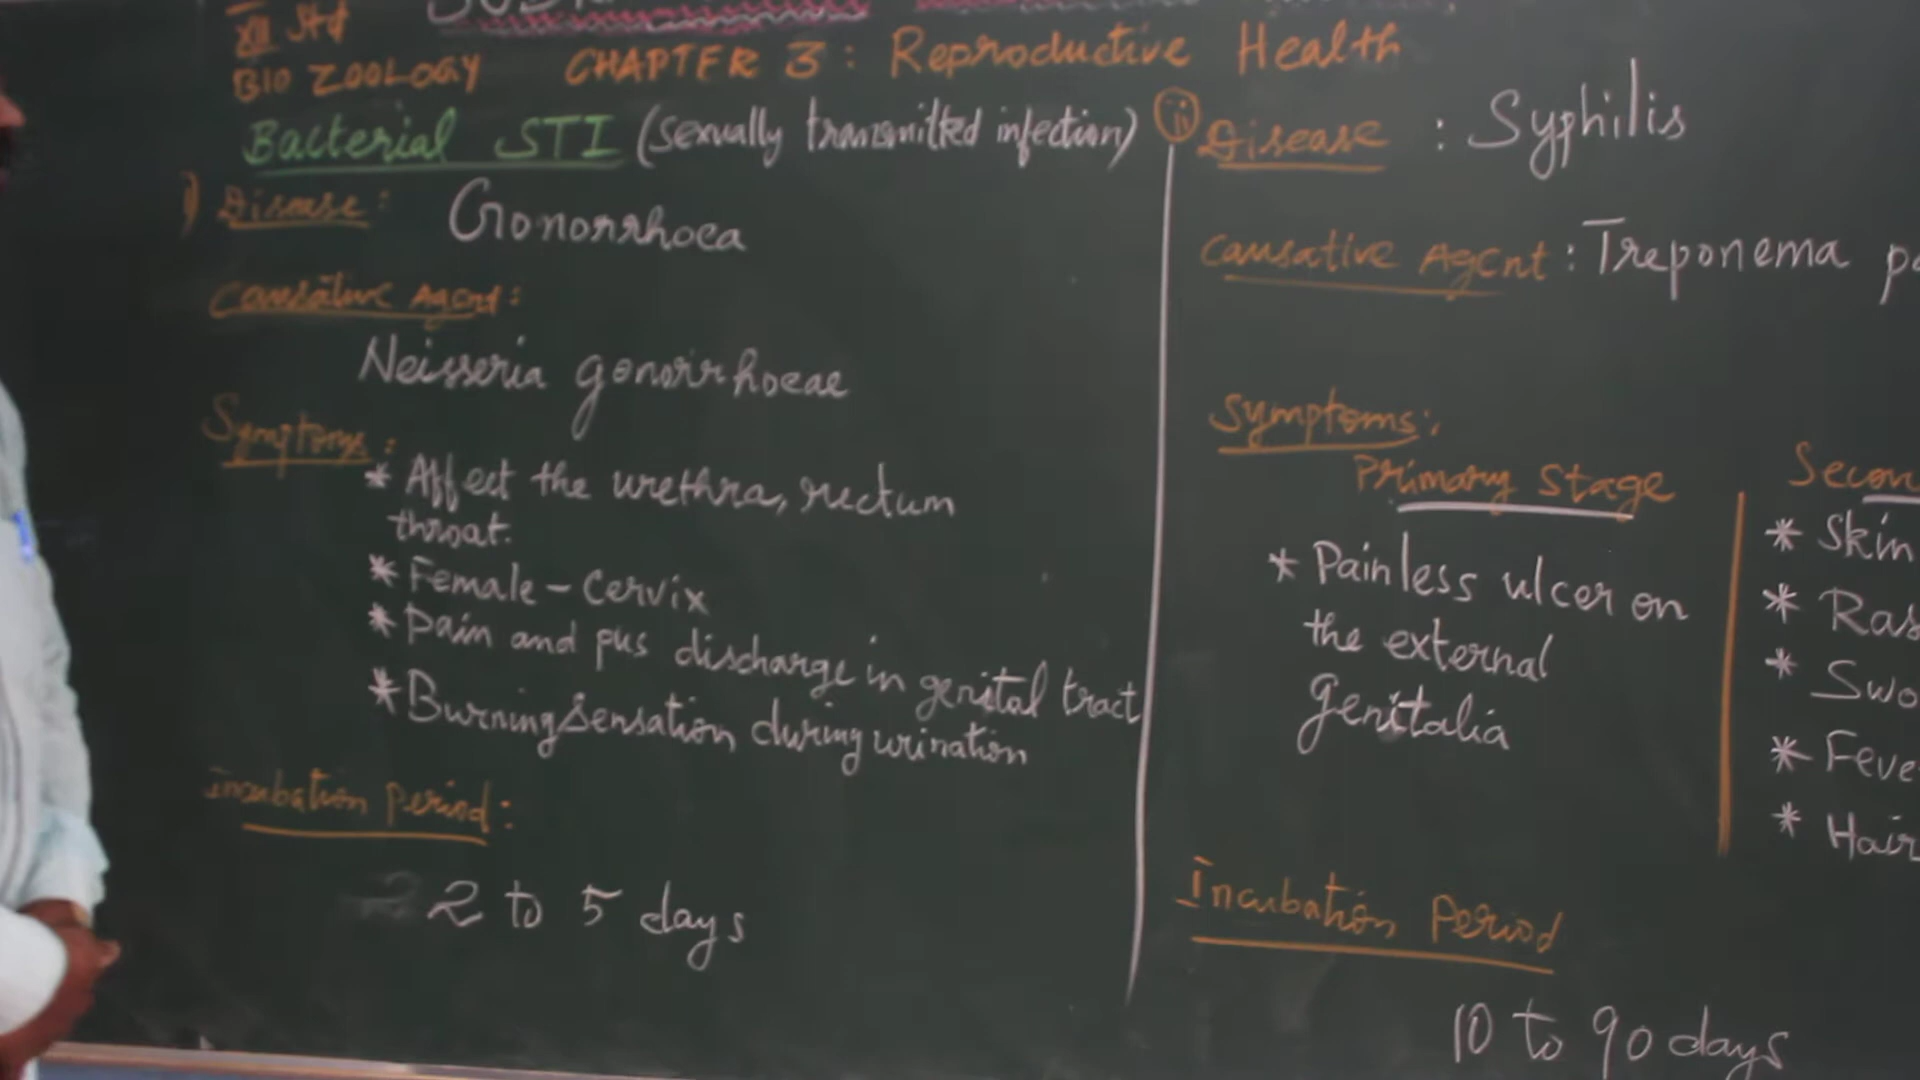 XII Std
BIO ZOOLOGY CHAPTER 3: Reproductive Health
Bacterial STI (sexually transmitted infection)
i) Disease: Gonorrhoea
Causative Agent:
Neisseria gonorrhoeae
Symptoms:
* Affect the urethra, rectum
throat.
* Female - Cervix
* Pain and pus discharge in genital tract
* Burning sensation during urination
incubation Period:
2 to 5 days
ii Disease : Syphilis
Causative Agent : Treponema
Symptoms:
Primary Stage
* Painless ulcer on
the external
Genitalia
* Skin
* Ras
* Swo
* Feve
* Hair
Incubation Period
10 to 90 days